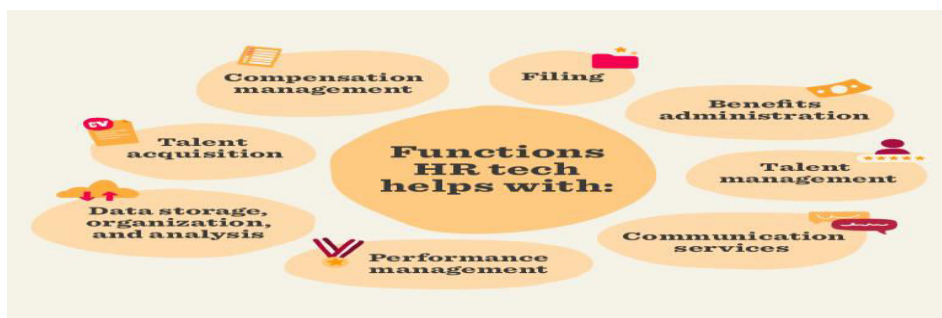 Functions
HR tech
helps with:
Compensation
management
Filing
Benefits
administration
Talent
management
Communication
services
Performance
management
Data storage,
organization,
and analysis
Talent
acquisition
CV